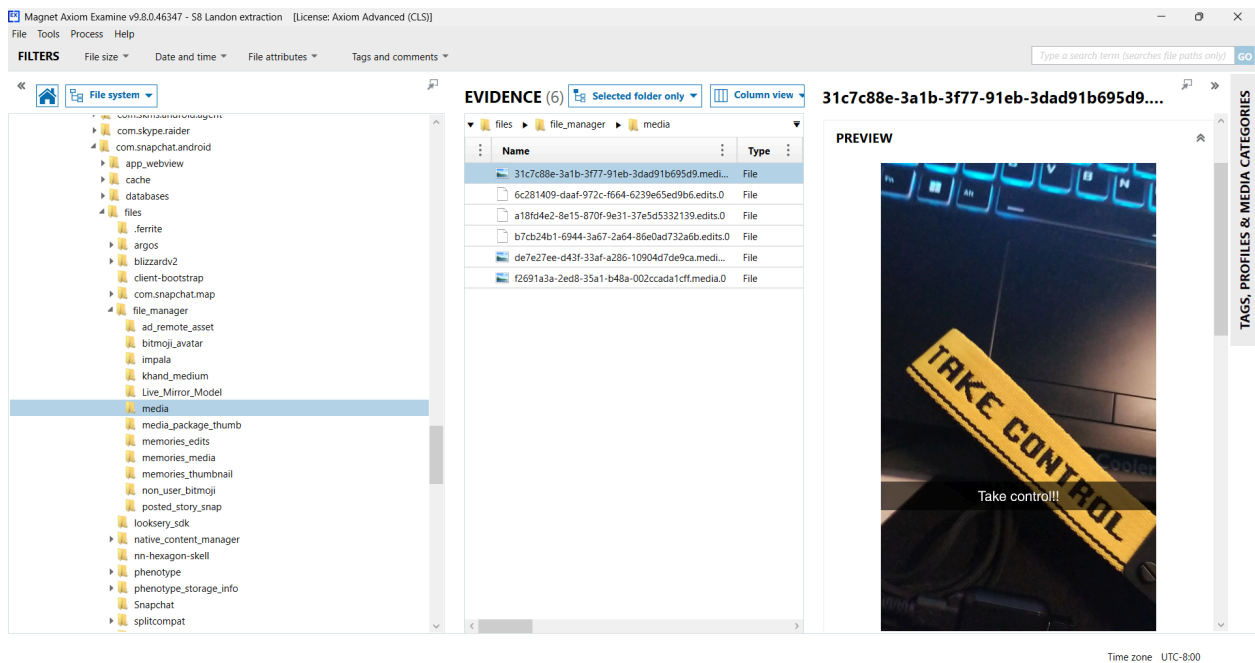 Magnet Axiom Examine v9.8.0.46347 - S8 Landon extraction [License: Axiom Advanced (CLS)]
File Tools Process Help
FILTERS File size Date and time File attributes Tags and comments Type a search term (searches file paths only) GO
File system
com.skype.raider
com.snapchat.android
app_webview
cache
databases
files
.ferrite
argos
blizzardv2
client-bootstrap
com.snapchat.map
file_manager
ad_remote_asset
bitmoji_avatar
impala
khand_medium
Live_Mirror_Model
media
media_package_thumb
memories_edits
memories_media
memories_thumbnail
non_user_bitmoji
posted_story_snap
looksery_sdk
native_content_manager
nn-hexagon-skell
phenotype
phenotype_storage_info
Snapchat
splitcompat
EVIDENCE (6) Selected folder only Column view
files file_manager media
Name Type
31c7c88e-3a1b-3f77-91eb-3dad91b695d9.medi... File
6c281409-daaf-972c-f664-6239e65ed9b6.edits.0 File
a18fd4e2-8e15-870f-9e31-37e5d5332139.edits.0 File
b7cb24b1-6944-3a67-2a64-86e0ad732a6b.edits.0 File
de7e27ee-d43f-33af-a286-10904d7de9ca.medi... File
f2691a3a-2ed8-35a1-b48a-002ccada1cff.media.0 File
31c7c88e-3a1b-3f77-91eb-3dad91b695d9....
PREVIEW
Fn Alt V B N
TAKE CONTROL
Cooler
Take control!!
TAGS, PROFILES & MEDIA CATEGORIES
Time zone UTC-8:00